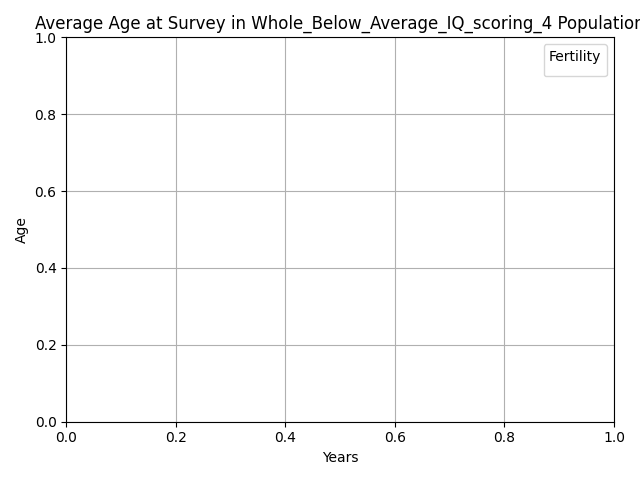 Average Age at Survey in Whole_Below_Average_IQ_scoring_4 Population
Fertility
1.0
0.8
0.6
0.4
0.2
0.0
Age
0.0 0.2 0.4 0.6 0.8 1.0
Years